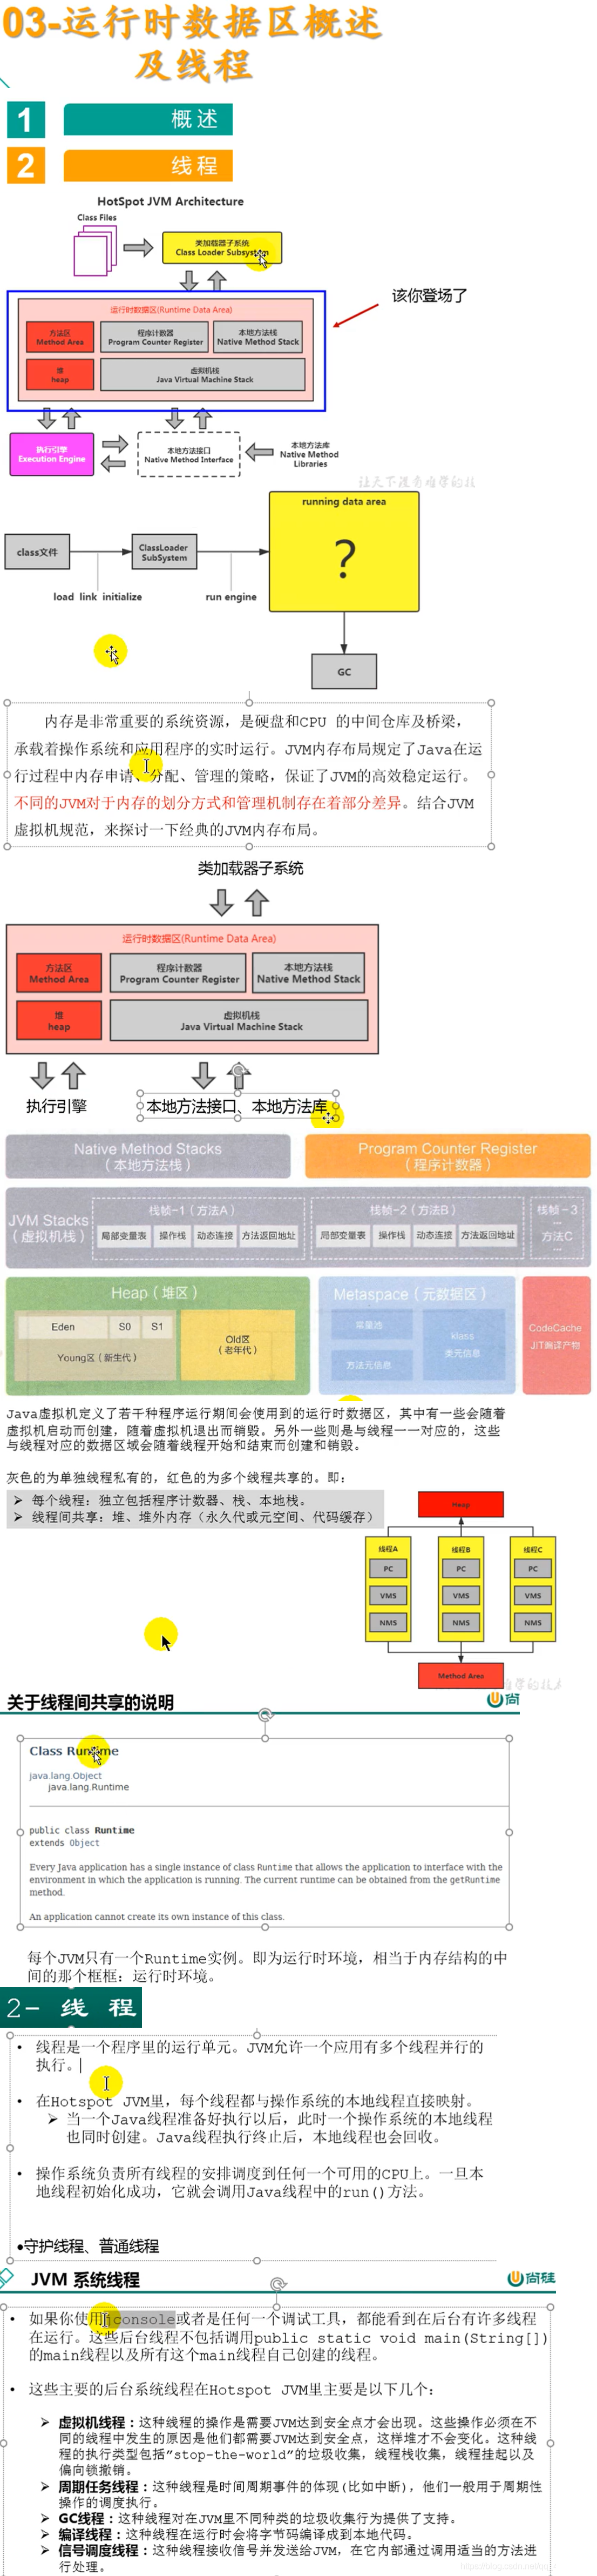 03-运行时数据区概述
及线程
1 概述
2 线程
HotSpot JVM Architecture
Class Files
类加载器子系统
Class Loader Subsystem
该你登场了
运行时数据区(Runtime Data Area)
方法区
Method Area
程序计数器
Program Counter Register
本地方法栈
Native Method Stack
堆
heap
虚拟机栈
Java Virtual Machine Stack
执行引擎
Execution Engine
本地方法接口
Native Method Interface
本地方法库
Native Method
Libraries
running data area
?
class文件
ClassLoader
SubSystem
load link initialize
run engine
GC
内存是非常重要的系统资源，是硬盘和CPU 的中间仓库及桥梁，
承载着操作系统和应用程序的实时运行。JVM内存布局规定了Java在运
行过程中内存申请、分配、管理的策略，保证了JVM的高效稳定运行。
不同的JVM对于内存的划分方式和管理机制存在着部分差异。结合JVM
虚拟机规范，来探讨一下经典的JVM内存布局。
类加载器子系统
运行时数据区(Runtime Data Area)
方法区
Method Area
程序计数器
Program Counter Register
本地方法栈
Native Method Stack
堆
heap
虚拟机栈
Java Virtual Machine Stack
执行引擎
本地方法接口、本地方法库
Native Method Stacks
（本地方法栈）
Program Counter Register
（程序计数器）
JVM Stacks
（虚拟机栈）
栈帧-1（方法A）
局部变量表 操作栈 动态连接 方法返回地址
栈帧-2（方法B）
局部变量表 操作栈 动态连接 方法返回地址
栈帧-3
...
方法C
...
Heap（堆区）
Eden S0 S1
Young区（新生代）
Old区
（老年代）
Metaspace（元数据区）
常量池
方法元信息
klass
类元信息
CodeCache
JIT编译产物
Java虚拟机定义了若干种程序运行期间会使用到的运行时数据区，其中有一些会随着
虚拟机启动而创建，随着虚拟机退出而销毁。另外一些则是与线程一一对应的，这些
与线程对应的数据区域会随着线程开始和结束而创建和销毁。
灰色的为单独线程私有的，红色的为多个线程共享的。即：
➢ 每个线程：独立包括程序计数器、栈、本地栈。
➢ 线程间共享：堆、堆外内存（永久代或元空间、代码缓存）
Heap
线程A 线程B 线程C
PC PC PC
VMS VMS VMS
NMS NMS NMS
Method Area
关于线程间共享的说明
尚
Class Runtime
java.lang.Object
java.lang.Runtime
public class Runtime
extends Object
Every Java application has a single instance of class Runtime that allows the application to interface with the
environment in which the application is running. The current runtime can be obtained from the getRuntime
method.
An application cannot create its own instance of this class.
每个JVM只有一个Runtime实例。即为运行时环境，相当于内存结构的中
间的那个框框：运行时环境。
2- 线 程
• 线程是一个程序里的运行单元。JVM允许一个应用有多个线程并行的
执行。
• 在Hotspot JVM里，每个线程都与操作系统的本地线程直接映射。
➢ 当一个Java线程准备好执行以后，此时一个操作系统的本地线程
也同时创建。Java线程执行终止后，本地线程也会回收。
• 操作系统负责所有线程的安排调度到任何一个可用的CPU上。一旦本
地线程初始化成功，它就会调用Java线程中的run()方法。
•守护线程、普通线程
JVM 系统线程
尚硅
• 如果你使用jconsole或者是任何一个调试工具，都能看到在后台有许多线程
在运行。这些后台线程不包括调用public static void main(String[])
的main线程以及所有这个main线程自己创建的线程。
• 这些主要的后台系统线程在Hotspot JVM里主要是以下几个：
➢ 虚拟机线程：这种线程的操作是需要JVM达到安全点才会出现。这些操作必须在不
同的线程中发生的原因是他们都需要JVM达到安全点，这样堆才不会变化。这种线
程的执行类型包括"stop-the-world"的垃圾收集，线程栈收集，线程挂起以及
偏向锁撤销。
➢ 周期任务线程：这种线程是时间周期事件的体现(比如中断)，他们一般用于周期性
操作的调度执行。
➢ GC线程：这种线程对在JVM里不同种类的垃圾收集行为提供了支持。
➢ 编译线程：这种线程在运行时会将字节码编译成到本地代码。
➢ 信号调度线程：这种线程接收信号并发送给JVM，在它内部通过调用适当的方法进
行处理。